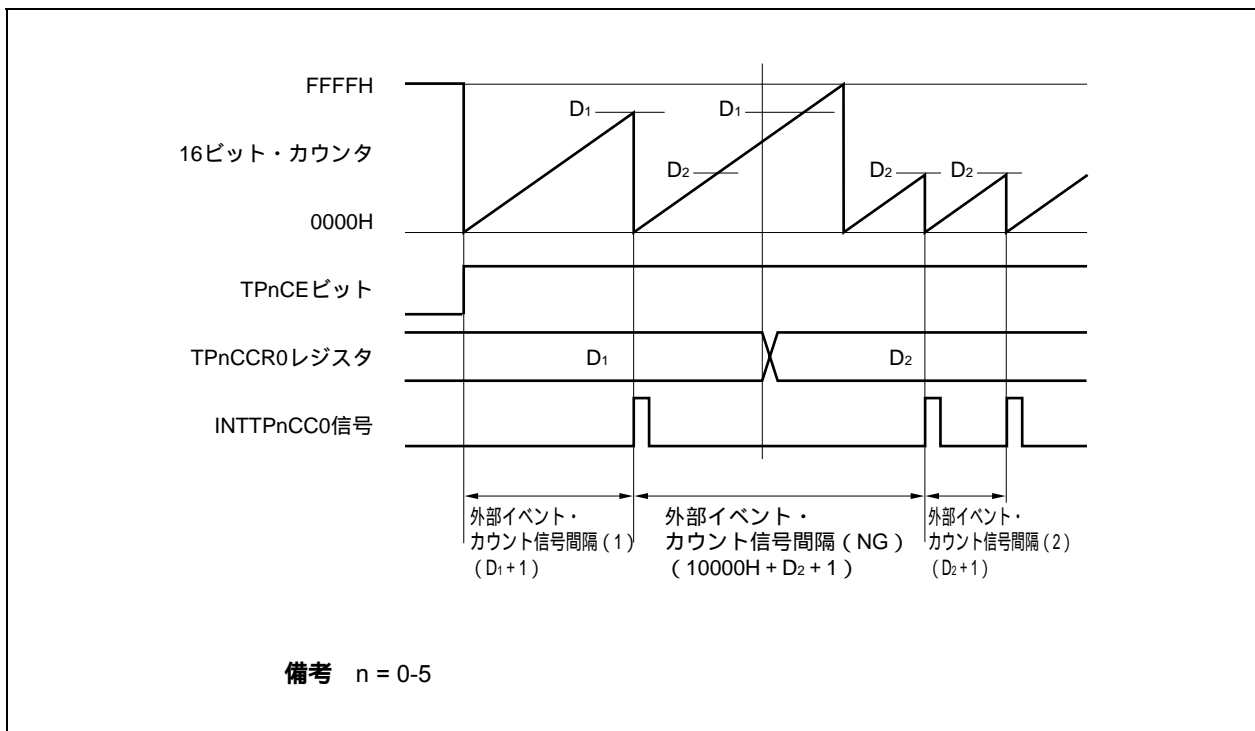 FFFFH
D1
D1
16ビット・カウンタ
D2
D2
D2
0000H
TPnCEビット
TPnCCR0レジスタ
D1
D2
INTTPnCC0信号
外部イベント・
カウント信号間隔(1)
(D1+1)
外部イベント・
カウント信号間隔(NG)
(10000H + D2 + 1)
外部イベント・
カウント信号間隔(2)
(D2+1)
備考 n = 0-5